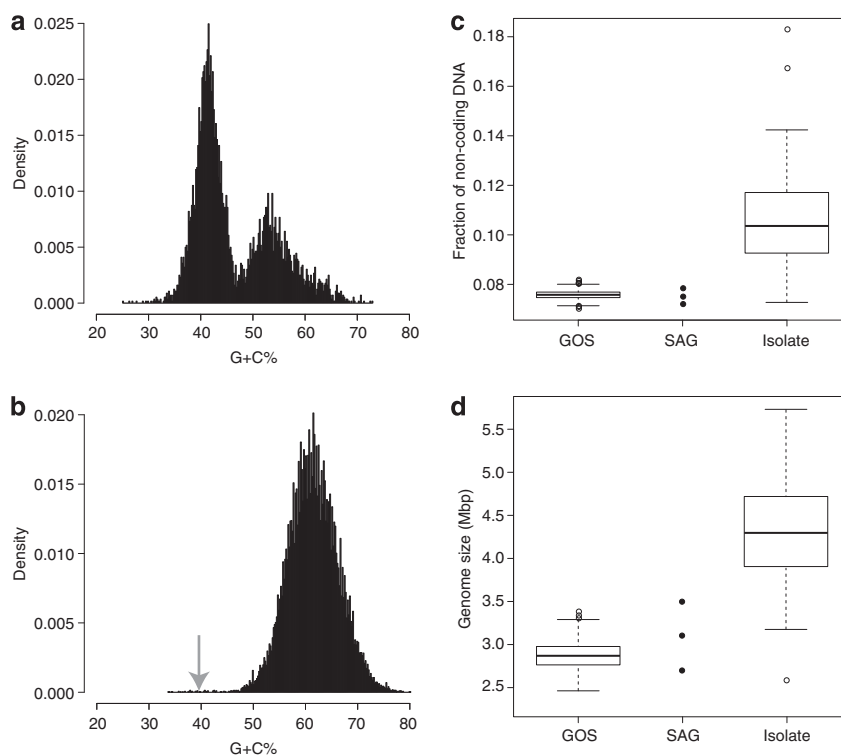 a
0.025
0.020
0.015
0.010
0.005
0.000
Density
20 30 40 50 60 70 80
G+C%
b
0.020
0.015
0.010
0.005
0.000
Density
20 30 40 50 60 70 80
G+C%
c
0.18
0.16
0.14
0.12
0.10
0.08
Fraction of non-coding DNA
GOS SAG Isolate
d
5.5
5.0
4.5
4.0
3.5
3.0
2.5
Genome size (Mbp)
GOS SAG Isolate